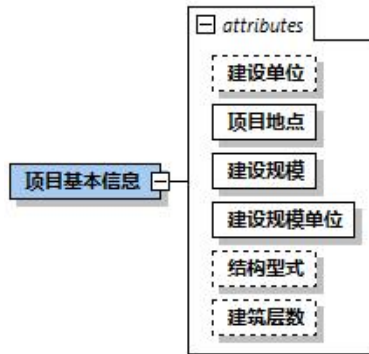 attributes
建设单位
项目地点
建设规模
项目基本信息
建设规模单位
结构型式
建筑层数